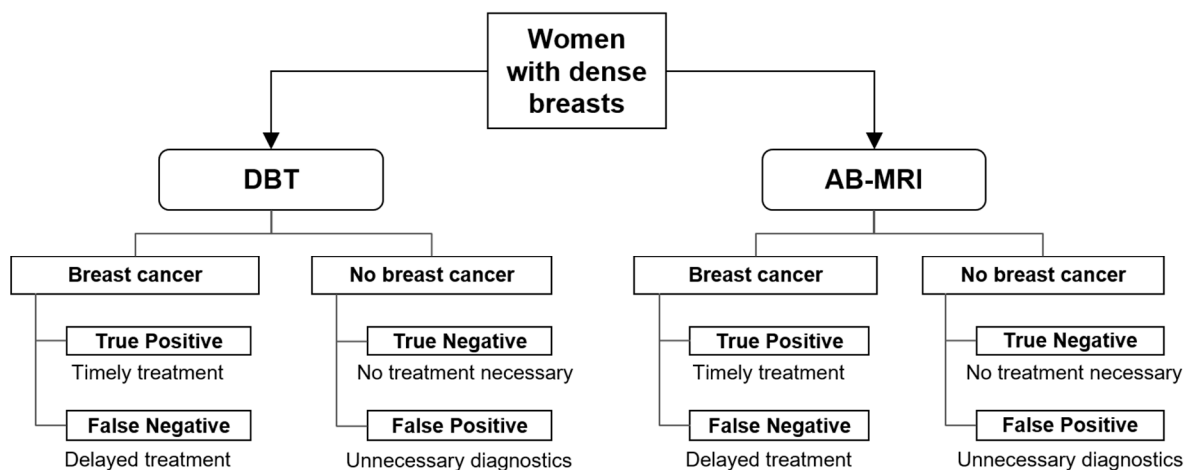 Women
with dense
breasts
DBT
AB-MRI
Breast cancer
No breast cancer
Breast cancer
No breast cancer
True Positive
True Negative
True Positive
True Negative
Timely treatment
No treatment necessary
Timely treatment
No treatment necessary
False Negative
False Positive
False Negative
False Positive
Delayed treatment
Unnecessary diagnostics
Delayed treatment
Unnecessary diagnostics